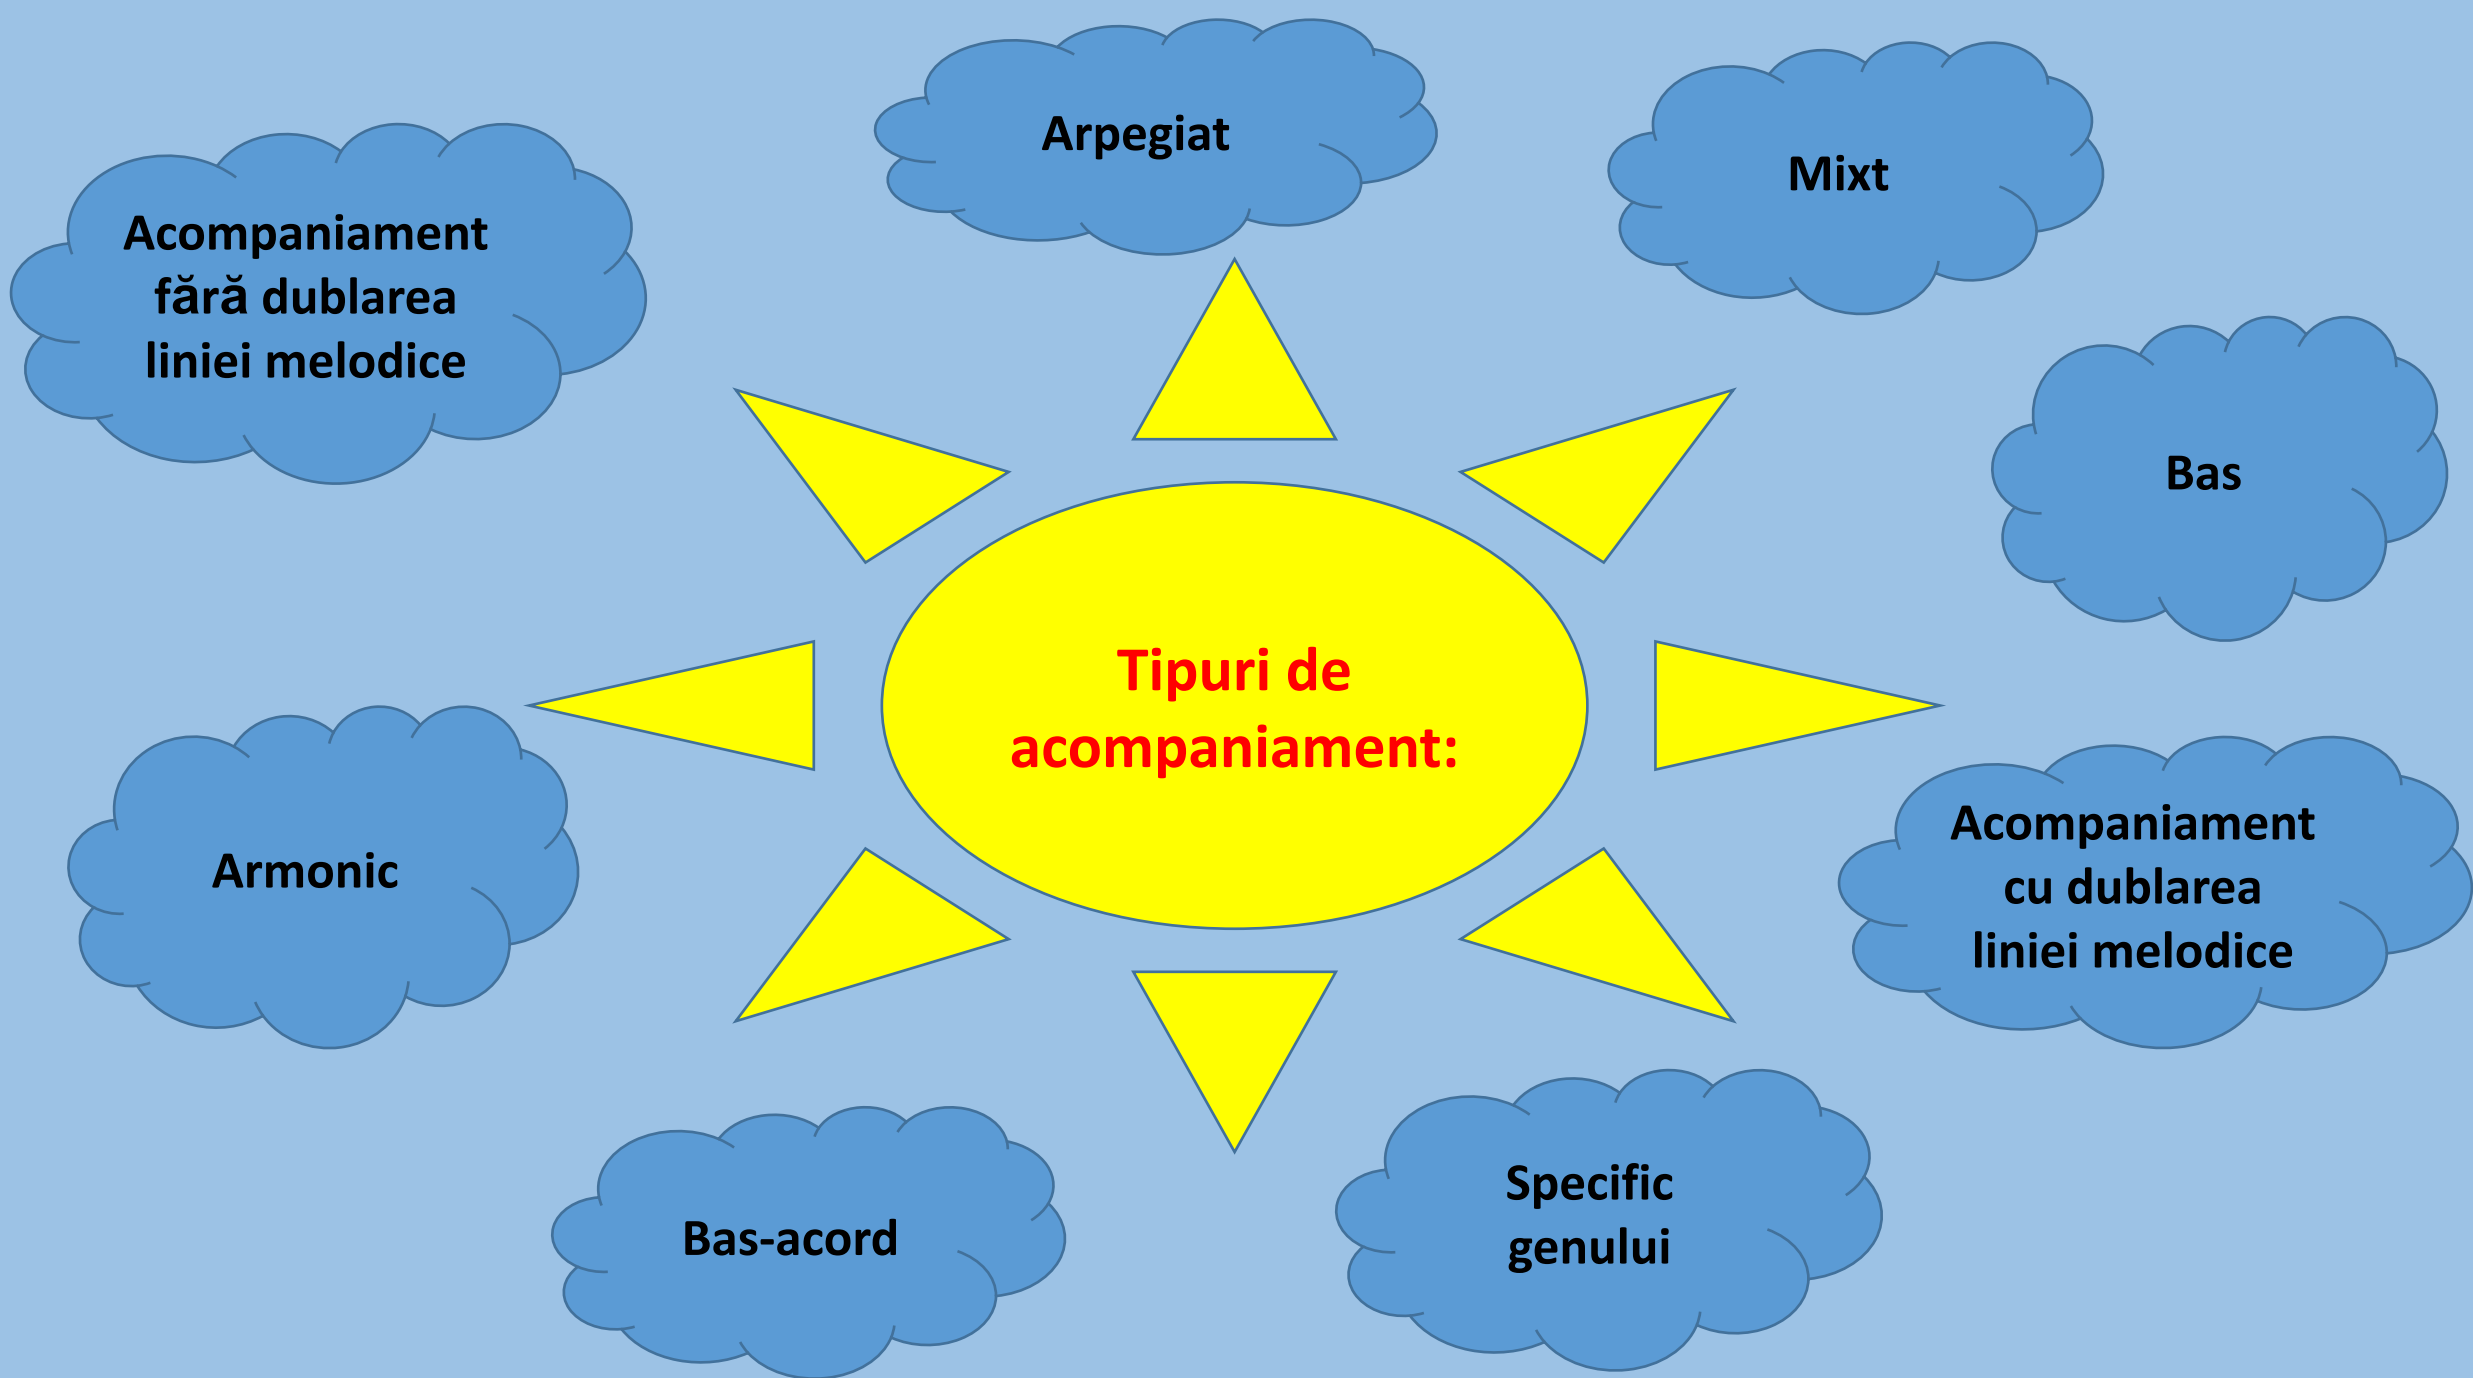 Arpegiat
Mixt
Acompaniament
fără dublarea
liniei melodice
Bas
Tipuri de
acompaniament:
Armonic
Acompaniament
cu dublarea
liniei melodice
Bas-acord
Specific
genului